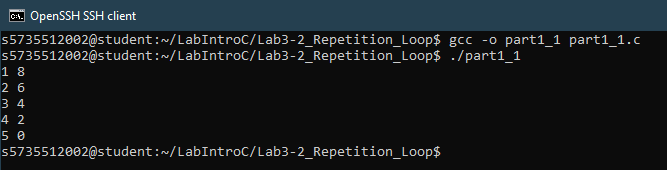 OpenSSH SSH client
s5735512002@student:~/LabIntroC/Lab3-2_Repetition_Loop$ gcc -o part1_1 part1_1.c
s5735512002@student:~/LabIntroC/Lab3-2_Repetition_Loop$ ./part1_1
1 8
2 6
3 4
4 2
5 0
s5735512002@student:~/LabIntroC/Lab3-2_Repetition_Loop$